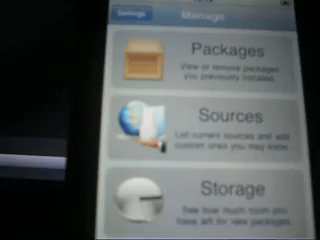 Settings
Manage
Packages
View or remove packages
you previously installed.
Sources
List current sources and add
custom ones you may know.
Storage
See how much room you
have left for new packages.